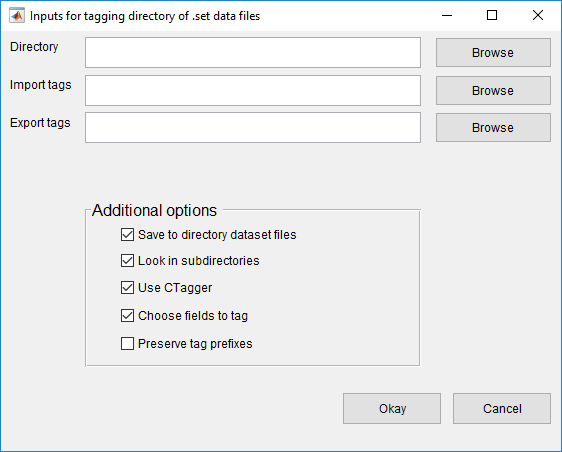 Inputs for tagging directory of .set data files
Directory
Browse
Import tags
Browse
Export tags
Browse
Additional options
Save to directory dataset files
Look in subdirectories
Use CTagger
Choose fields to tag
Preserve tag prefixes
Okay
Cancel